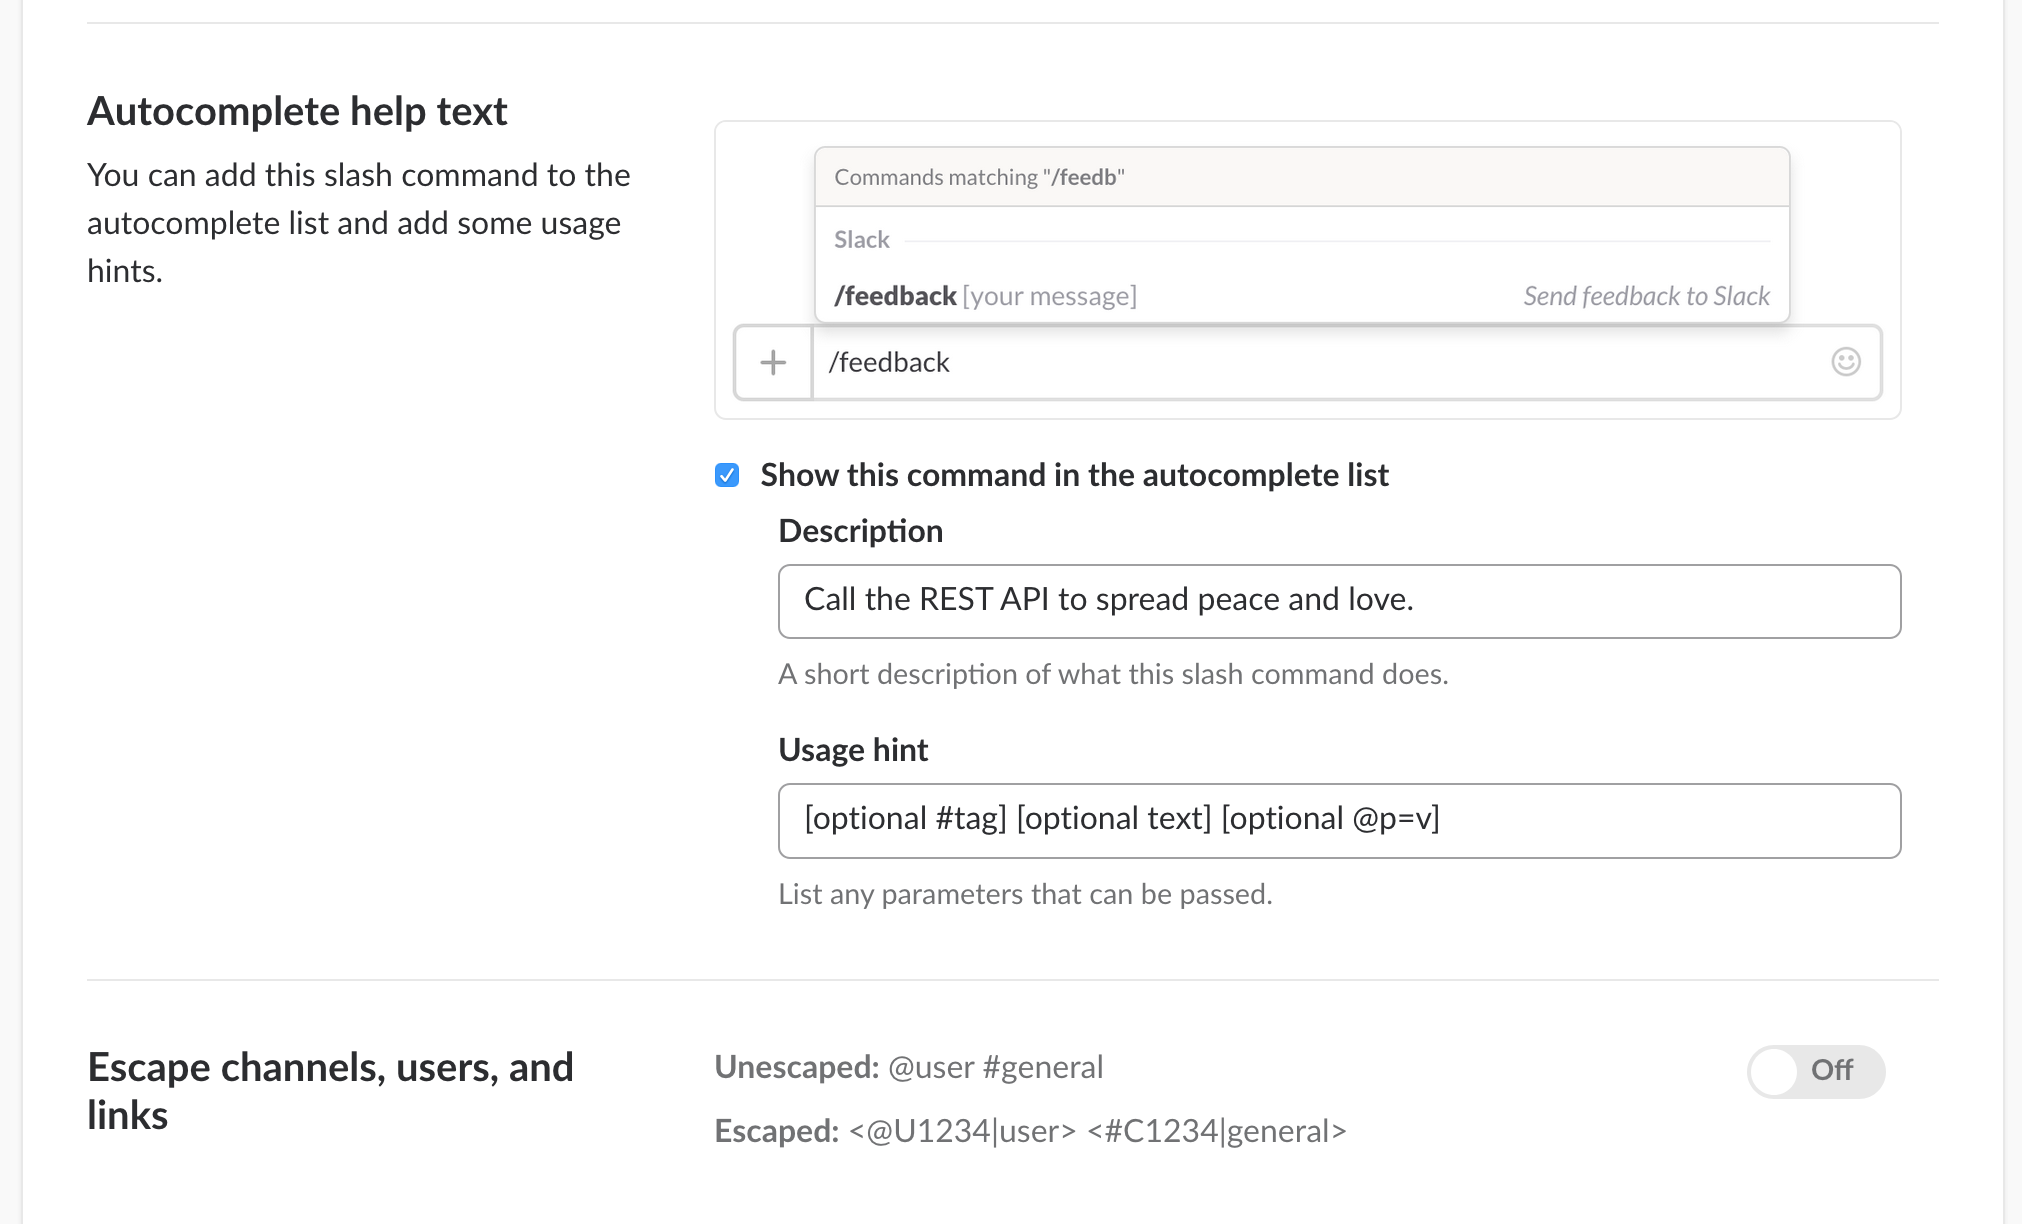 Autocomplete help text
You can add this slash command to the
autocomplete list and add some usage
hints.
Commands matching "/feedb"
Slack
/feedback [your message] Send feedback to Slack
/feedback
Show this command in the autocomplete list
Description
Call the REST API to spread peace and love.
A short description of what this slash command does.
Usage hint
[optional #tag] [optional text] [optional @p=v]
List any parameters that can be passed.
Escape channels, users, and
links
Unescaped: @user #general
Escaped: <@U1234|user> <#C1234|general>
Off